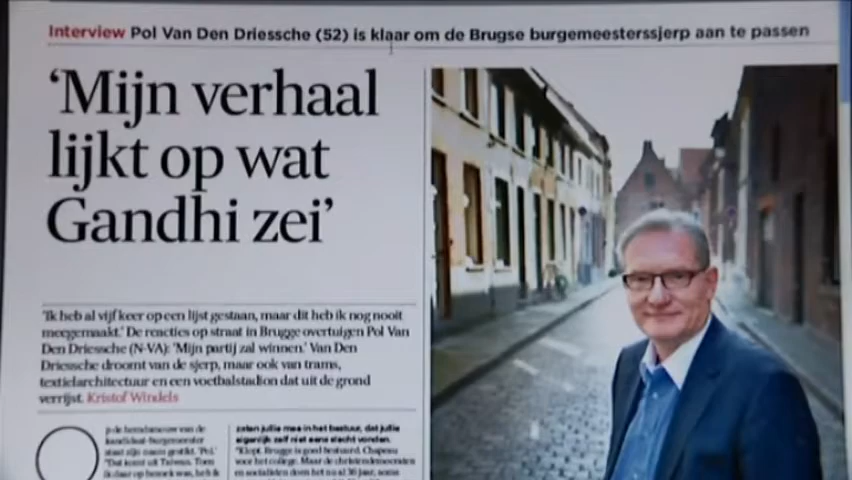 Interview Pol Van Den Driessche (52) is klaar om de Brugse burgemeesterssjerp aan te passen
‘Mijn verhaal
lijkt op wat
Gandhi zei’
'Ik heb al vijf keer op een lijst gestaan, maar dit heb ik nog nooit
meegemaakt.' De reacties op straat in Brugge overtuigen Pol Van
Den Driessche (N-VA): 'Mijn partij zal winnen.' Van Den
Driessche droomt van de sjerp, maar ook van trams,
textielarchitectuur en een voetbalstadion dat uit de grond
verrijst. Kristof Windels
kandidaat-burgemeester
zaten jullie mee in het bestuur, dat jullie
eigenlijk zelf niet eens slecht vonden.
"Klopt. Brugge is goed bestuurd. Chapeau
voor het college. Maar de christendemocraten